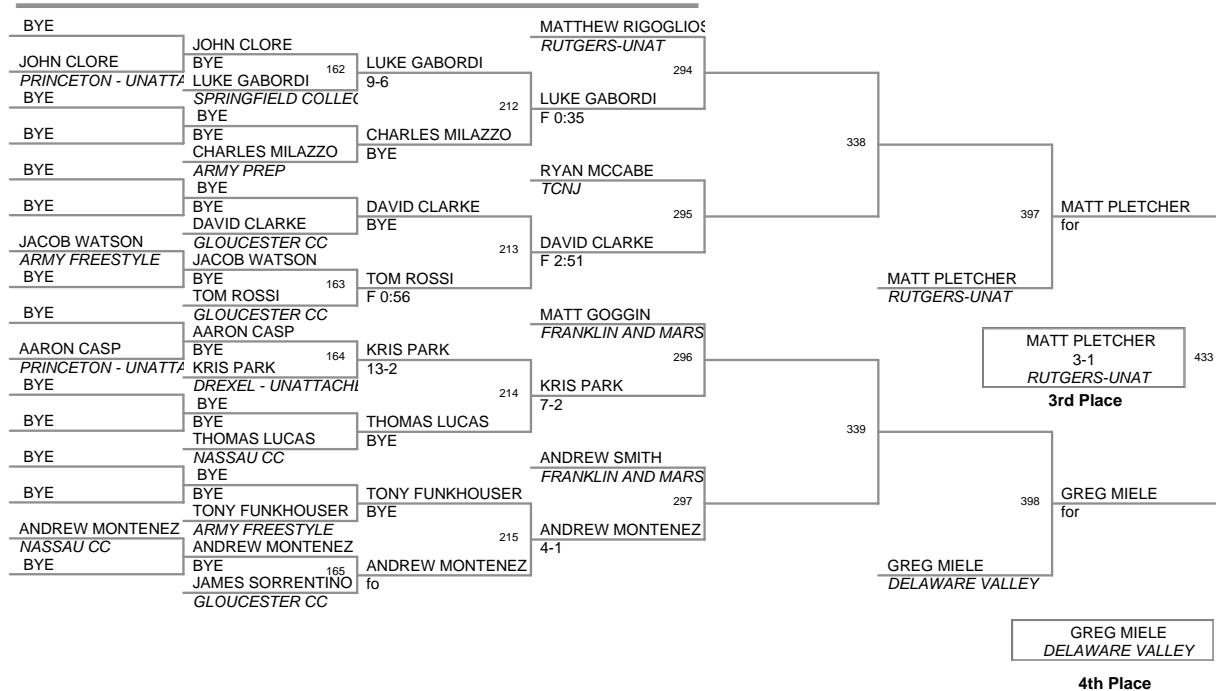 BYE
JOHN CLORE
PRINCETON - UNATTA
BYE
BYE
BYE
BYE
JACOB WATSON
ARMY FREESTYLE
BYE
BYE
AARON CASP
PRINCETON - UNATTA
BYE
BYE
BYE
BYE
ANDREW MONTENEZ
NASSAU CC
BYE
JOHN CLORE
BYE
162
LUKE GABORDI
SPRINGFIELD COLLEG
BYE
BYE
CHARLES MILAZZO
ARMY PREP
BYE
BYE
DAVID CLARKE
GLOUCESTER CC
JACOB WATSON
BYE
163
TOM ROSSI
GLOUCESTER CC
AARON CASP
BYE
164
KRIS PARK
DREXEL - UNATTACHE
BYE
BYE
THOMAS LUCAS
NASSAU CC
BYE
BYE
TONY FUNKHOUSER
ARMY FREESTYLE
ANDREW MONTENEZ
BYE
165
JAMES SORRENTINO
GLOUCESTER CC
LUKE GABORDI
9-6
212
CHARLES MILAZZO
BYE
DAVID CLARKE
BYE
213
TOM ROSSI
F 0:56
KRIS PARK
13-2
214
THOMAS LUCAS
BYE
TONY FUNKHOUSER
BYE
215
ANDREW MONTENEZ
fo
MATTHEW RIGOGLIOS
RUTGERS-UNAT
294
LUKE GABORDI
F 0:35
RYAN MCCABE
TCNJ
295
DAVID CLARKE
F 2:51
MATT GOGGIN
FRANKLIN AND MARS
296
KRIS PARK
7-2
ANDREW SMITH
FRANKLIN AND MARS
297
ANDREW MONTENEZ
4-1
338
339
MATT PLETCHER
RUTGERS-UNAT
397
GREG MIELE
DELAWARE VALLEY
398
MATT PLETCHER
for
GREG MIELE
for
MATT PLETCHER
3-1
RUTGERS-UNAT
433
3rd Place
GREG MIELE
DELAWARE VALLEY
4th Place